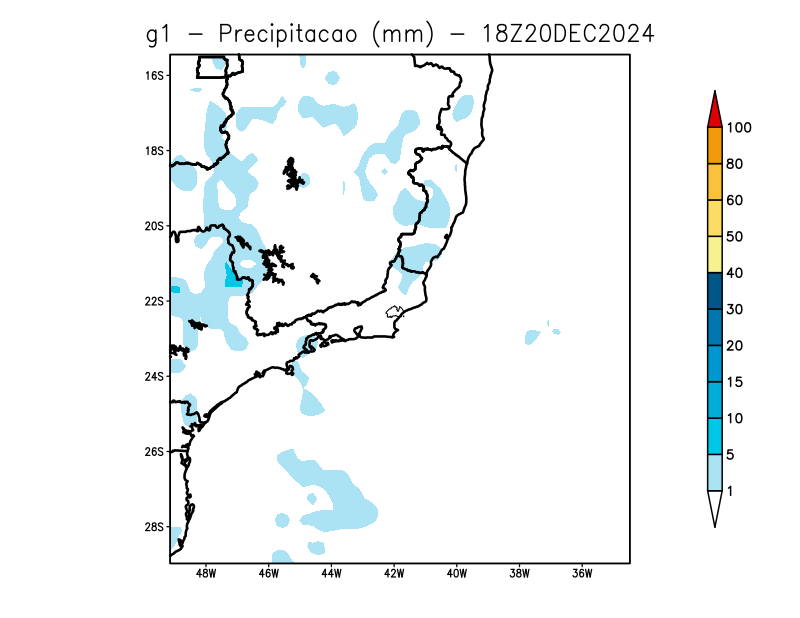 g1 – Precipitacao (mm) – 18Z20DEC2024
16S
18S
20S
22S
24S
26S
28S
48W 46W 44W 42W 40W 38W 36W
100
80
60
50
40
30
20
15
10
5
1